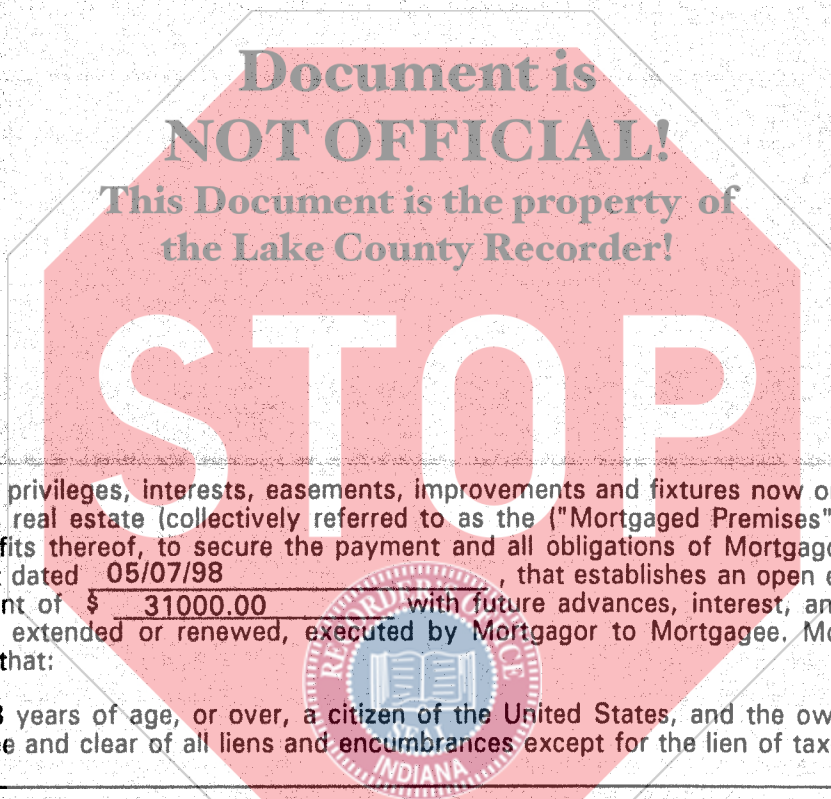 Document is
NOT OFFICIAL!
This Document is the property of
the Lake County Recorder!
STOP
privileges, interests, easements, improvements and fixtures now o
real estate (collectively referred to as the ("Mortgaged Premises"
fits thereof, to secure the payment and all obligations of Mortgago
t dated 05/07/98 , that establishes an open e
nt of $ 31000.00 with future advances, interest, an
extended or renewed, executed by Mortgagor to Mortgagee. Mo
that:
8 years of age, or over, a citizen of the United States, and the ow
e and clear of all liens and encumbrances except for the lien of tax
RECORDER'S OFFICE
SEAL
INDIANA